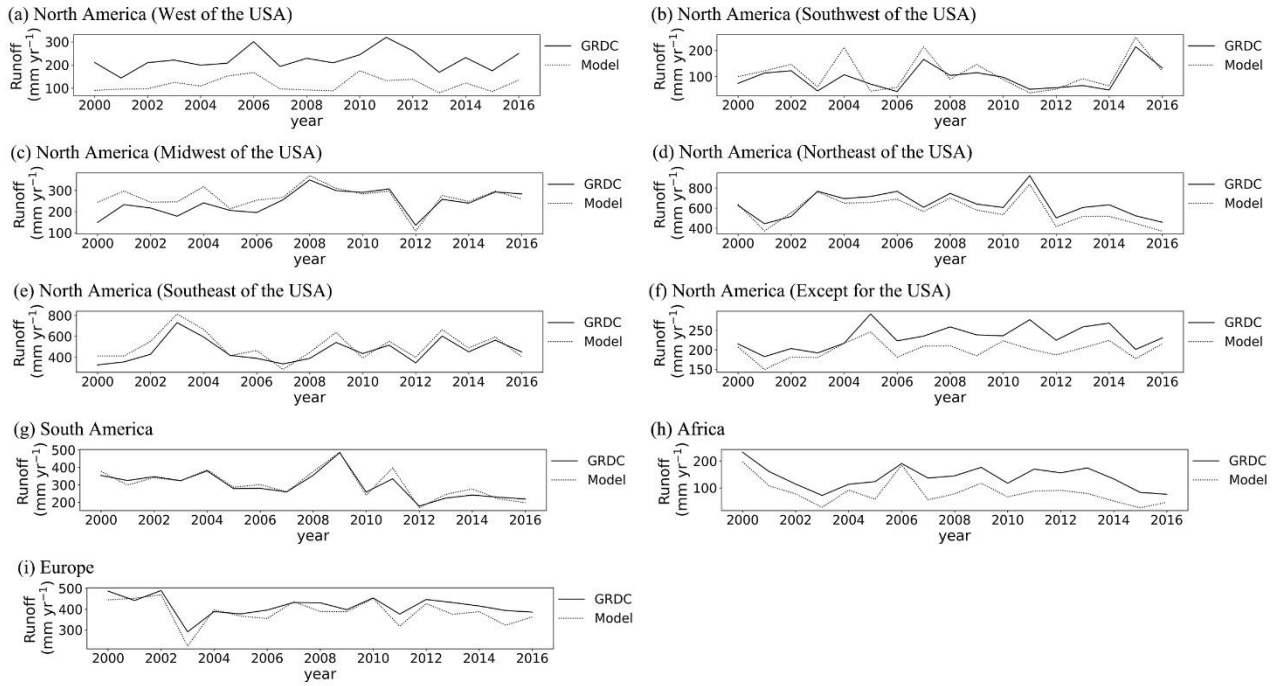 (a) North America (West of the USA)
Runoff
(mm yr⁻¹)
300
200
100
2000 2002 2004 2006 2008 2010 2012 2014 2016
year
GRDC
Model
(b) North America (Southwest of the USA)
Runoff
(mm yr⁻¹)
200
100
2000 2002 2004 2006 2008 2010 2012 2014 2016
year
GRDC
Model
(c) North America (Midwest of the USA)
Runoff
(mm yr⁻¹)
300
200
100
2000 2002 2004 2006 2008 2010 2012 2014 2016
year
GRDC
Model
(d) North America (Northeast of the USA)
Runoff
(mm yr⁻¹)
800
600
400
2000 2002 2004 2006 2008 2010 2012 2014 2016
year
GRDC
Model
(e) North America (Southeast of the USA)
Runoff
(mm yr⁻¹)
800
600
400
2000 2002 2004 2006 2008 2010 2012 2014 2016
year
GRDC
Model
(f) North America (Except for the USA)
Runoff
(mm yr⁻¹)
250
200
150
2000 2002 2004 2006 2008 2010 2012 2014 2016
year
GRDC
Model
(g) South America
Runoff
(mm yr⁻¹)
500
400
300
200
2000 2002 2004 2006 2008 2010 2012 2014 2016
year
GRDC
Model
(h) Africa
Runoff
(mm yr⁻¹)
200
100
2000 2002 2004 2006 2008 2010 2012 2014 2016
year
GRDC
Model
(i) Europe
Runoff
(mm yr⁻¹)
500
400
300
2000 2002 2004 2006 2008 2010 2012 2014 2016
year
GRDC
Model